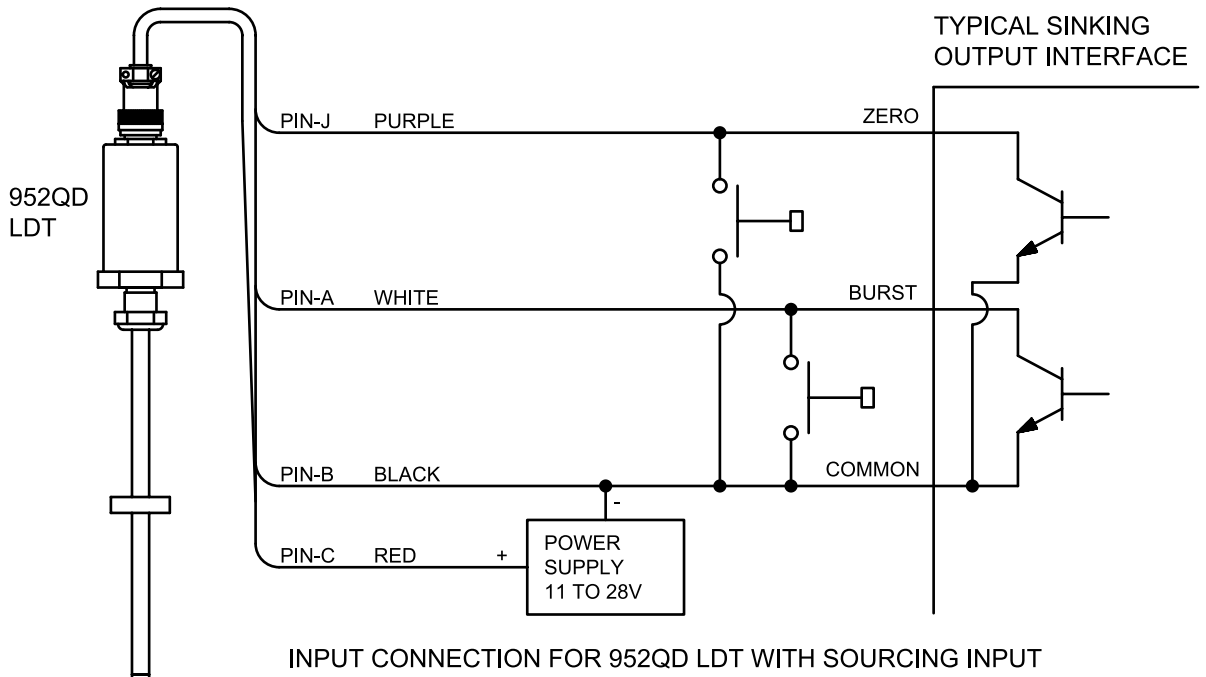 TYPICAL SINKING
OUTPUT INTERFACE
PIN-J PURPLE ZERO
952QD
LDT
PIN-A WHITE BURST
PIN-B BLACK COMMON
-
PIN-C RED +
POWER
SUPPLY
11 TO 28V
INPUT CONNECTION FOR 952QD LDT WITH SOURCING INPUT